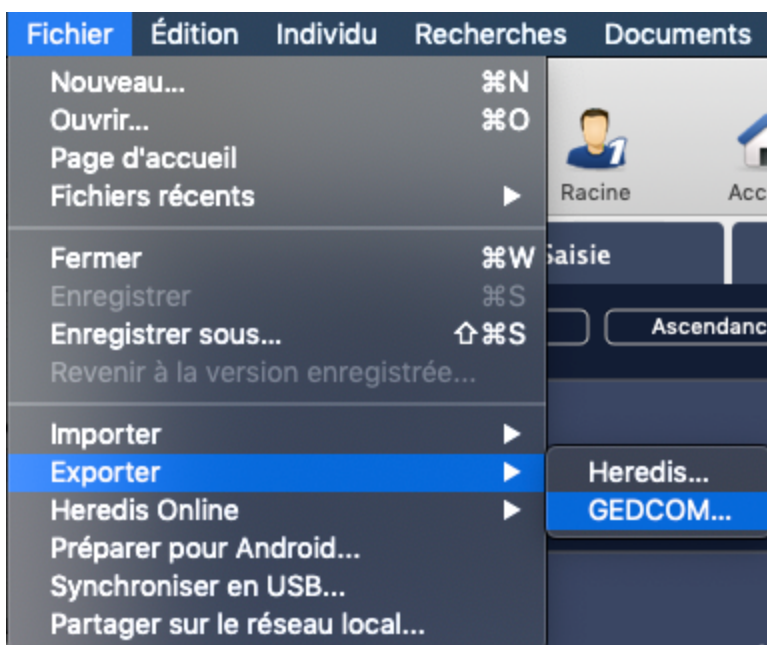 Fichier Édition Individu Recherches Documents
Nouveau... ⌘N
Ouvrir... ⌘O
Page d'accueil
Fichiers récents ▶
Racine
Fermer ⌘W
Enregistrer ⌘S
Enregistrer sous... ⇧⌘S
Revenir à la version enregistrée...
Importer ▶
Exporter ▶
Heredis...
Heredis Online ▶
GEDCOM...
Préparer pour Android...
Synchroniser en USB...
Partager sur le réseau local...